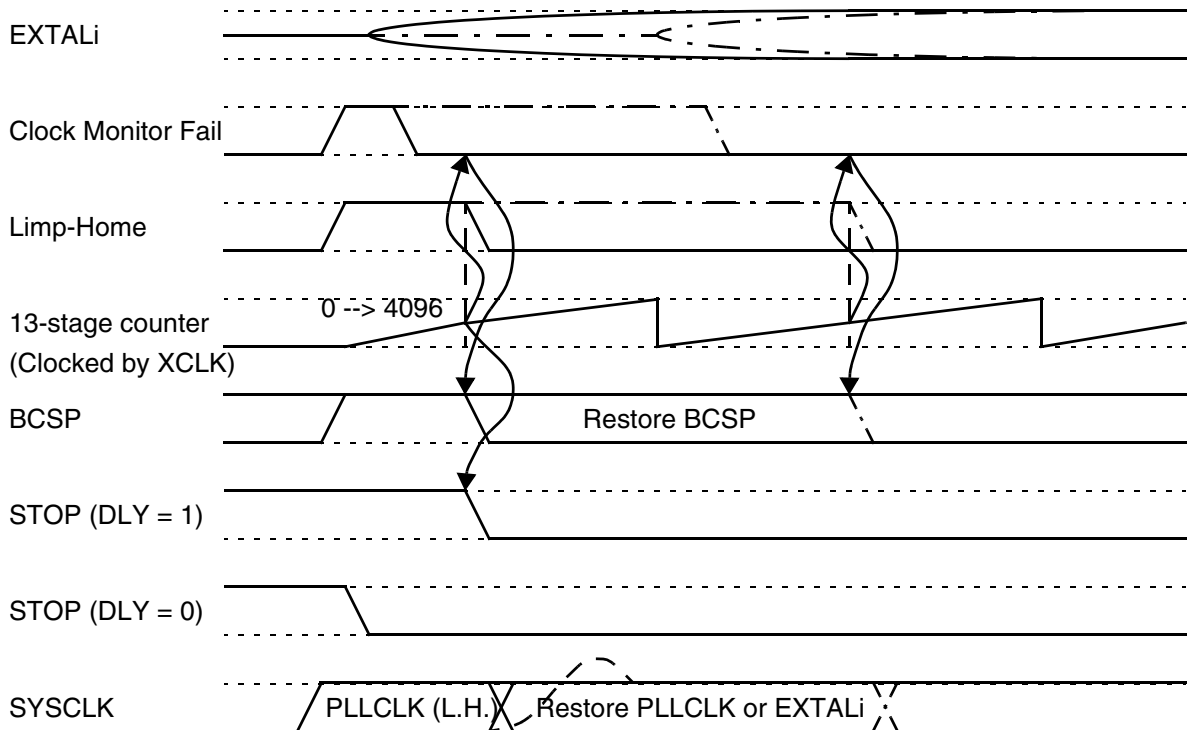 EXTALi
Clock Monitor Fail
Limp-Home
0 --> 4096
13-stage counter
(Clocked by XCLK)
BCSP
Restore BCSP
STOP (DLY = 1)
STOP (DLY = 0)
SYSCLK
PLLCLK (L.H.)
Restore PLLCLK or EXTALi